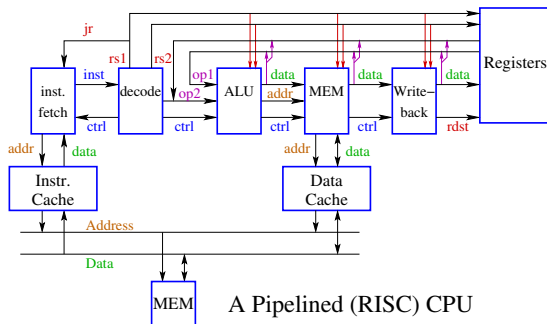 jr
rs1
rs2
inst
op1
op2
data
data
data
addr
inst.
fetch
decode
ALU
MEM
Write-
back
Registers
ctrl
ctrl
ctrl
ctrl
rdst
addr
data
addr
data
Instr.
Cache
Data
Cache
Address
Data
MEM
A Pipelined (RISC) CPU